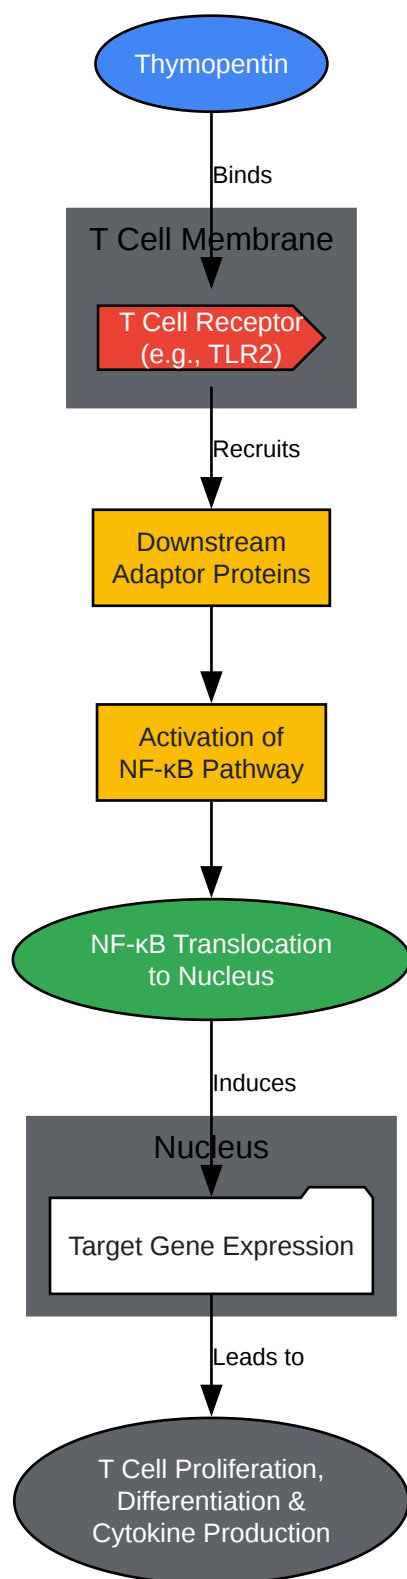 Thymopentin
Binds
T Cell Membrane
T Cell Receptor
(e.g., TLR2)
Recruits
Downstream
Adaptor Proteins
Activation of
NF-κB Pathway
NF-κB Translocation
to Nucleus
Induces
Nucleus
Target Gene Expression
Leads to
T Cell Proliferation,
Differentiation &
Cytokine Production